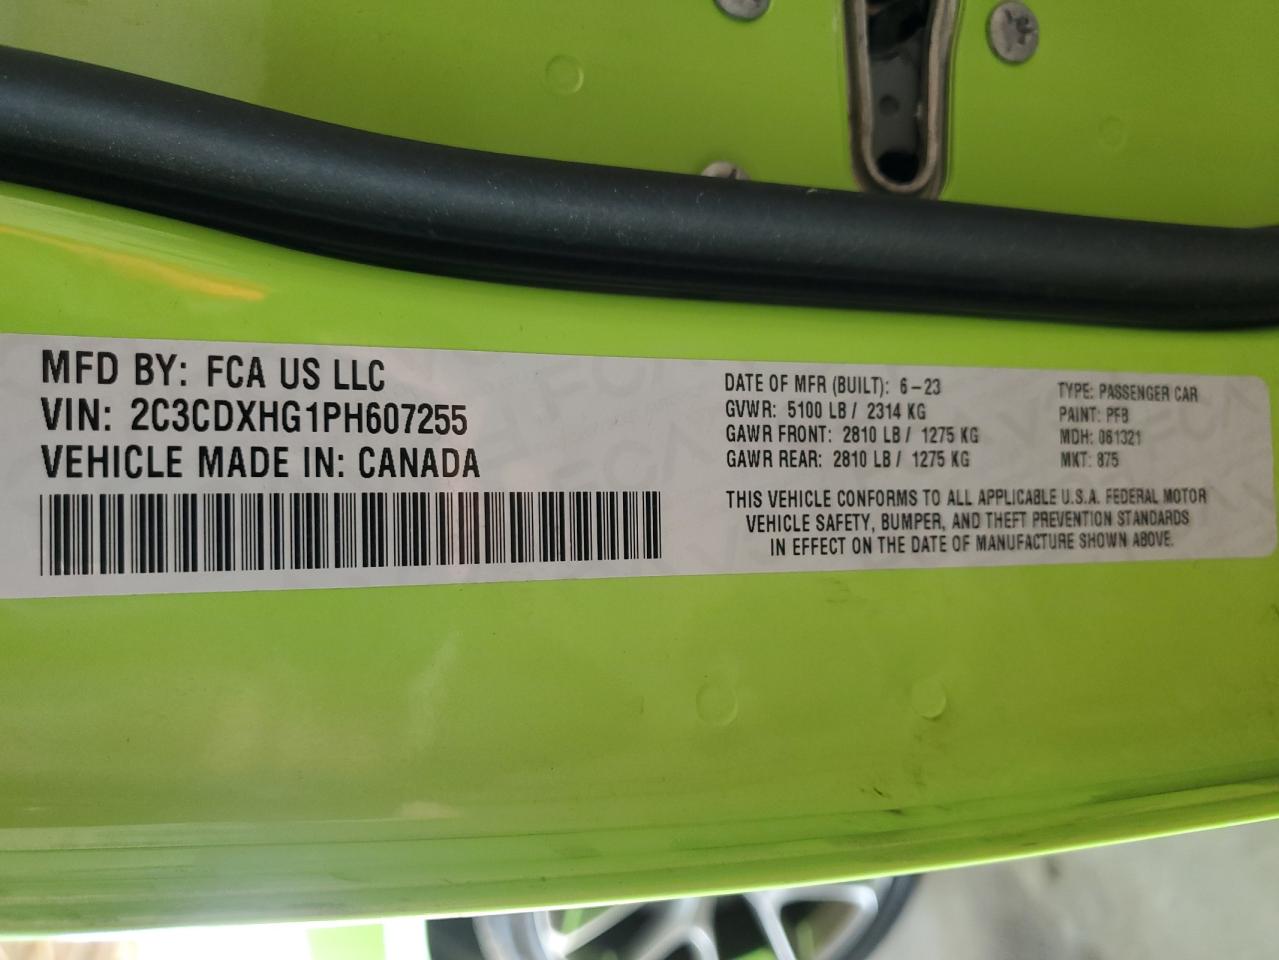 MFD BY: FCA US LLC
VIN: 2C3CDXHG1PH607255
VEHICLE MADE IN: CANADA
DATE OF MFR (BUILT): 6-23
GVWR: 5100 LB / 2314 KG
GAWR FRONT: 2810 LB / 1275 KG
GAWR REAR: 2810 LB / 1275 KG
TYPE: PASSENGER CAR
PAINT: PFB
MDH: 061321
MKT: 875
THIS VEHICLE CONFORMS TO ALL APPLICABLE U.S.A. FEDERAL MOTOR
VEHICLE SAFETY, BUMPER, AND THEFT PREVENTION STANDARDS
IN EFFECT ON THE DATE OF MANUFACTURE SHOWN ABOVE.